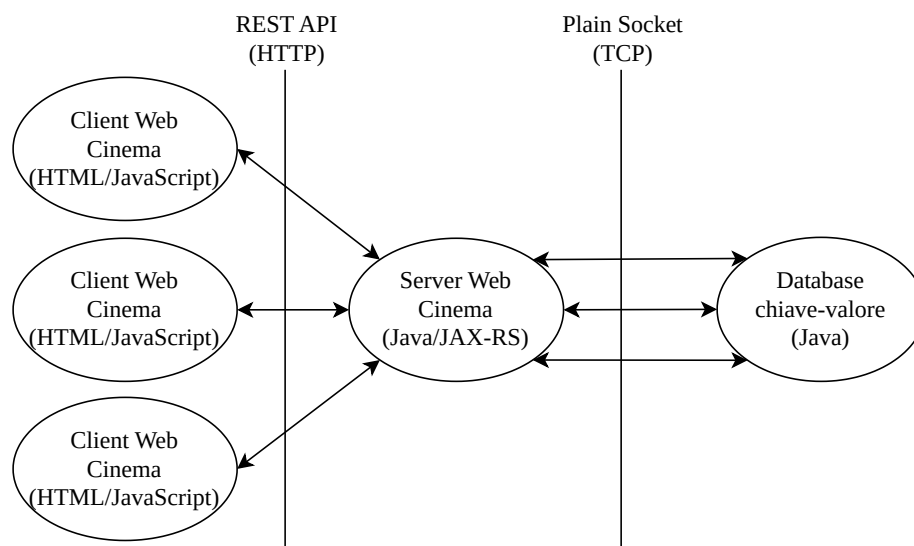 REST API
(HTTP)
Plain Socket
(TCP)
Client Web
Cinema
(HTML/JavaScript)
Client Web
Cinema
(HTML/JavaScript)
Client Web
Cinema
(HTML/JavaScript)
Server Web
Cinema
(Java/JAX-RS)
Database
chiave-valore
(Java)